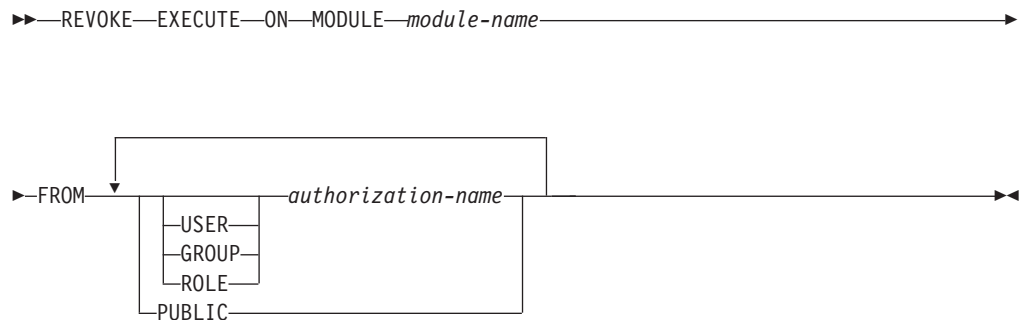 REVOKE EXECUTE ON MODULE module-name
FROM authorization-name
USER
GROUP
ROLE
PUBLIC